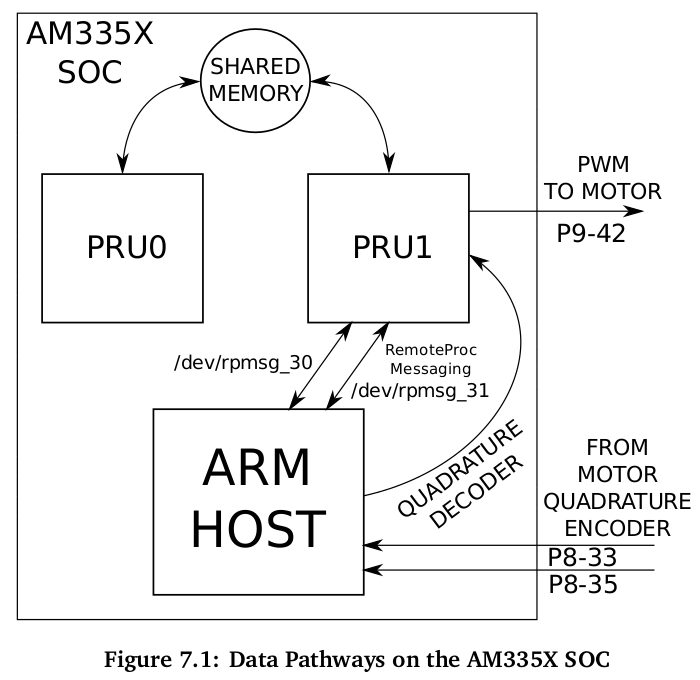 AM335X
SOC
SHARED
MEMORY
PWM
TO MOTOR
P9-42
PRU0
PRU1
/dev/rpmsg_30
RemoteProc
Messaging
/dev/rpmsg_31
ARM
HOST
QUADRATURE
DECODER
FROM
MOTOR
QUADRATURE
ENCODER
P8-33
P8-35
Figure 7.1: Data Pathways on the AM335X SOC